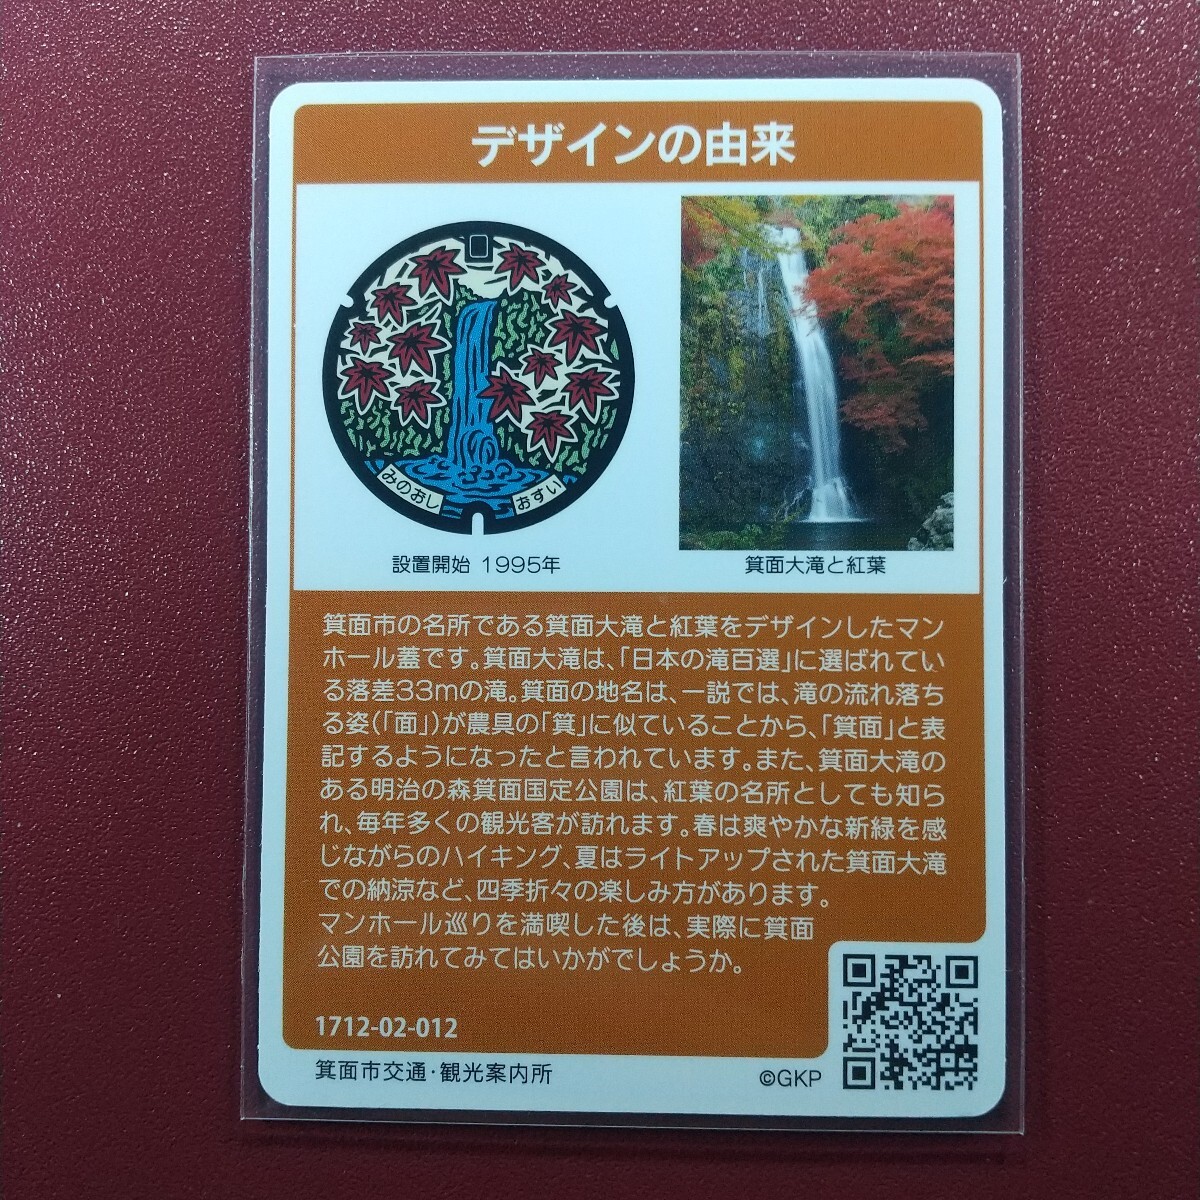 デザインの由来
みのおし
おすい
設置開始 1995年
箕面大滝と紅葉
箕面市の名所である箕面大滝と紅葉をデザインしたマン
ホール蓋です。箕面大滝は、「日本の滝百選」に選ばれてい
る落差33mの滝。箕面の地名は、一説では、滝の流れ落ち
る姿(「面」)が農具の「箕」に似ていることから、「箕面」と表
記するようになったと言われています。また、箕面大滝の
ある明治の森箕面国定公園は、紅葉の名所としても知ら
れ、毎年多くの観光客が訪れます。春は爽やかな新緑を感
じながらのハイキング、夏はライトアップされた箕面大滝
での納涼など、四季折々の楽しみ方があります。
マンホール巡りを満喫した後は、実際に箕面
公園を訪れてみてはいかがでしょうか。
1712-02-012
箕面市交通・観光案内所
©GKP